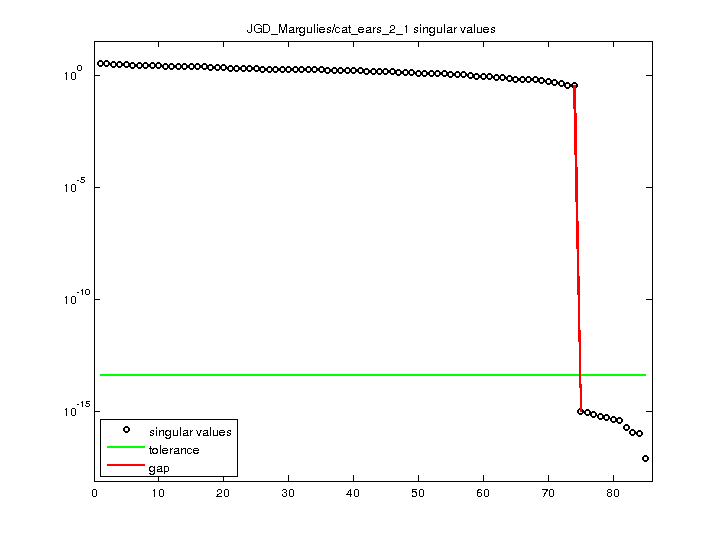 JGD_Margulies/cat_ears_2_1 singular values
10^0
10^-5
10^-10
10^-15
singular values
tolerance
gap
0 10 20 30 40 50 60 70 80